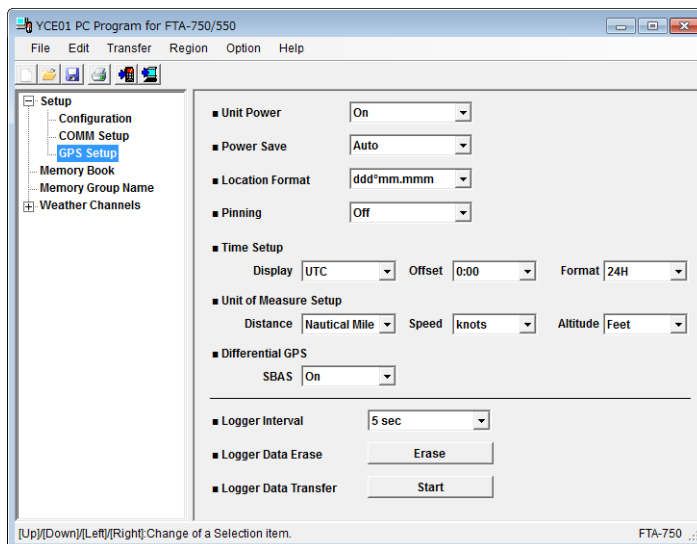 YCE01 PC Program for FTA-750/550
File Edit Transfer Region Option Help
Setup
Configuration
COMM Setup
GPS Setup
Memory Book
Memory Group Name
Weather Channels
Unit Power On
Power Save Auto
Location Format ddd°mm.mmm
Pinning Off
Time Setup
Display UTC Offset 0:00 Format 24H
Unit of Measure Setup
Distance Nautical Mile Speed knots Altitude Feet
Differential GPS
SBAS On
Logger Interval 5 sec
Logger Data Erase Erase
Logger Data Transfer Start
[Up]/[Down]/[Left]/[Right]:Change of a Selection item. FTA-750